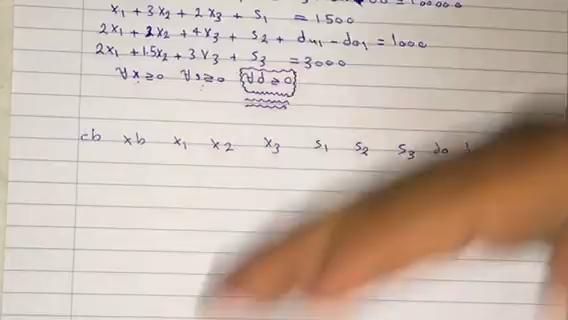 = 100000
x₁ + 3x₂ + 2x₃ + s₁ = 1500
2x₁ + 2x₂ + 4x₃ + s₂ + du₁ - do₁ = 1000
2x₁ + 1.5x₂ + 3x₃ + s₃ = 3000
∀x ≥ 0 ∀s ≥ 0 ∀d ≥ 0
cb xb x₁ x₂ x₃ s₁ s₂ s₃ do